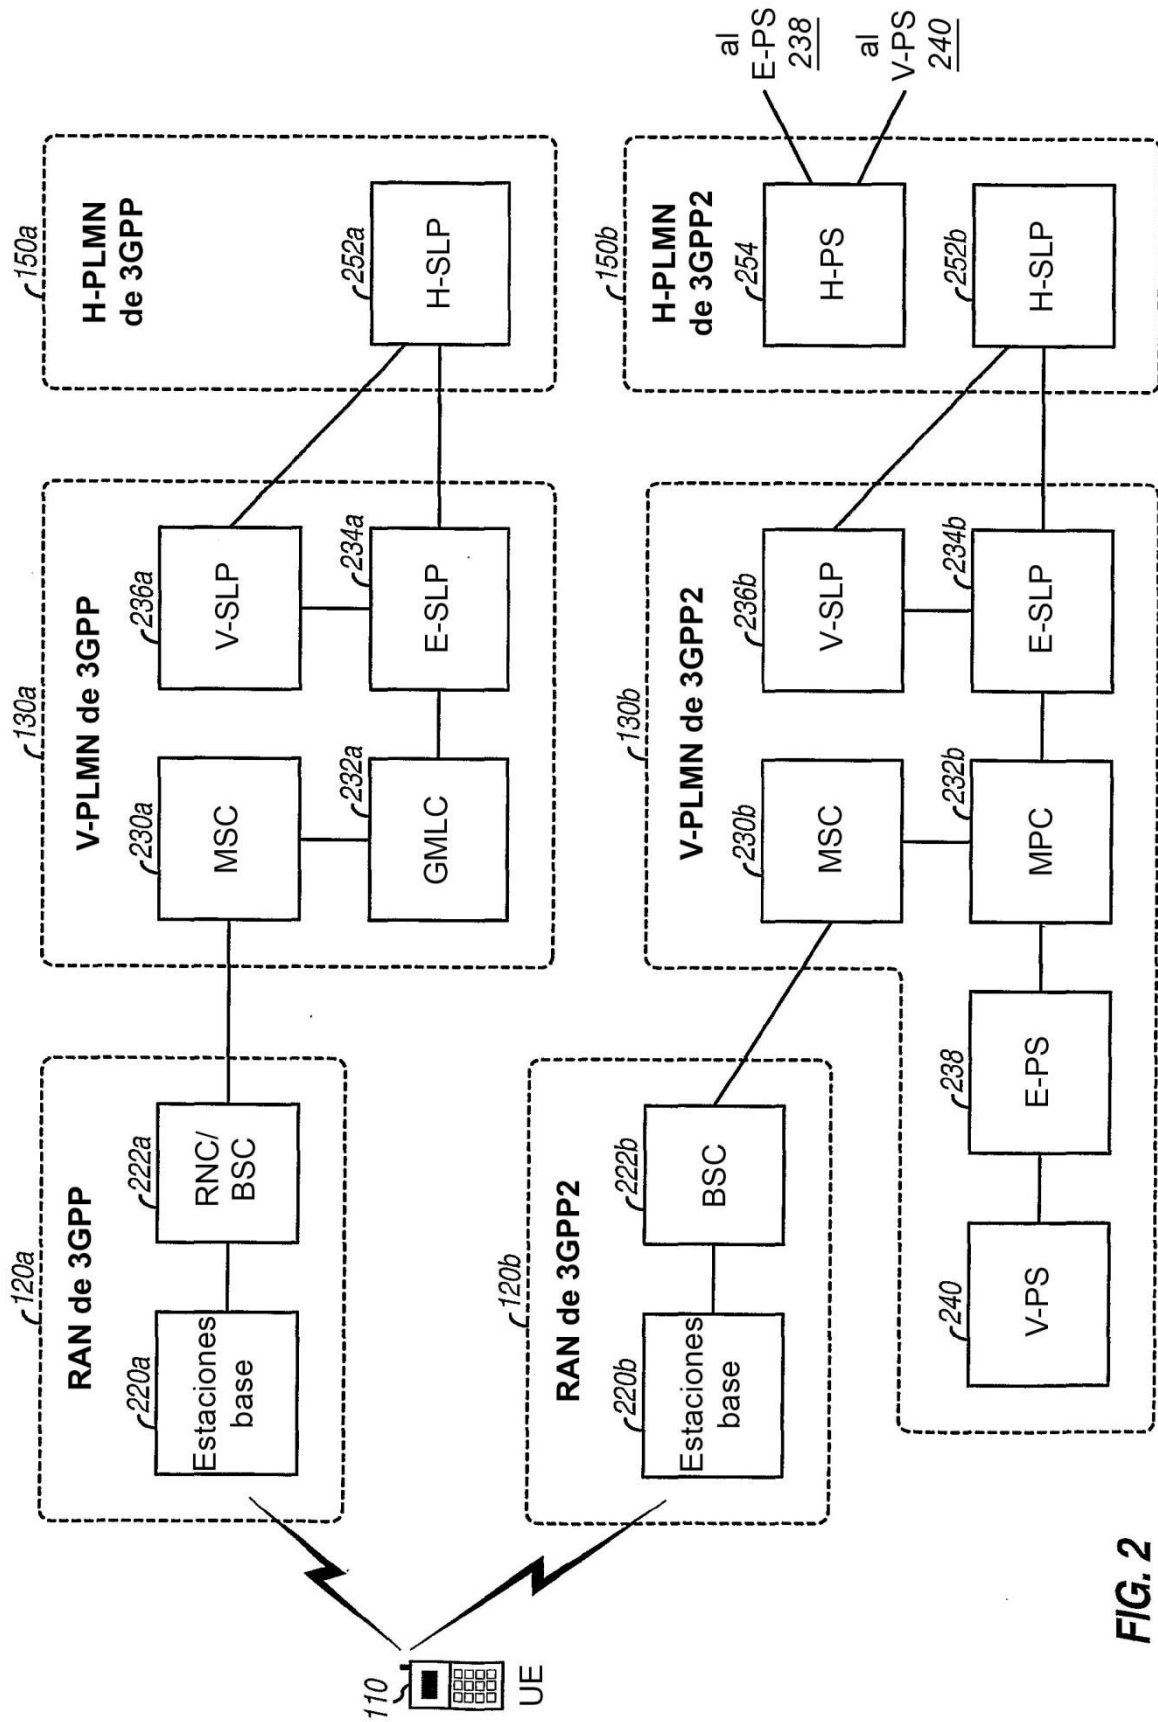 110
UE
120a
RAN de 3GPP
220a
Estaciones
base
222a
RNC/
BSC
130a
V-PLMN de 3GPP
230a
MSC
236a
V-SLP
232a
GMLC
234a
E-SLP
150a
H-PLMN
de 3GPP
252a
H-SLP
120b
RAN de 3GPP2
220b
Estaciones
base
222b
BSC
130b
V-PLMN de 3GPP2
230b
MSC
236b
V-SLP
240
V-PS
238
E-PS
232b
MPC
234b
E-SLP
150b
H-PLMN
de 3GPP2
254
H-PS
252b
H-SLP
al
E-PS
238
al
V-PS
240
FIG. 2